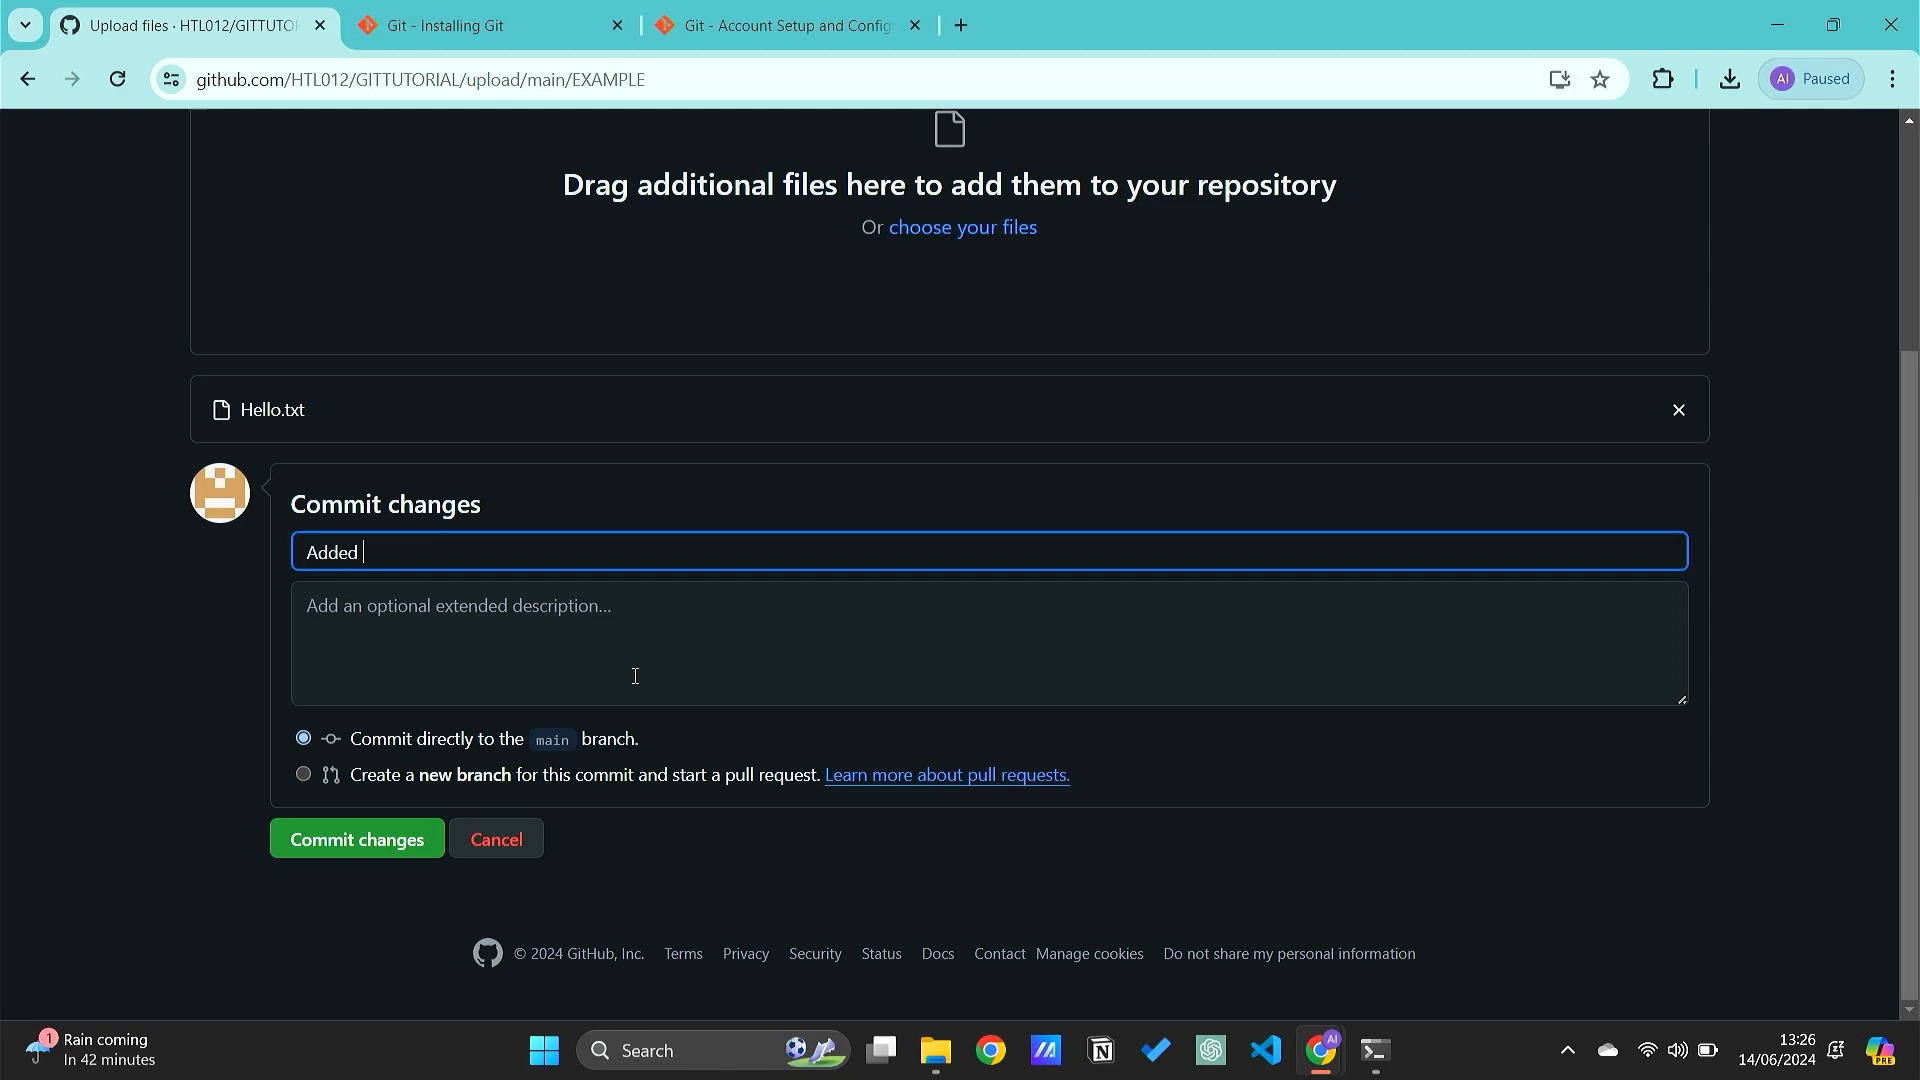 Upload files · HTL012/GITTUTO
Git - Installing Git
Git - Account Setup and Config
github.com/HTL012/GITTUTORIAL/upload/main/EXAMPLE
AI Paused
Drag additional files here to add them to your repository
Or choose your files
Hello.txt
Commit changes
Added
Add an optional extended description...
Commit directly to the main branch.
Create a new branch for this commit and start a pull request. Learn more about pull requests.
Commit changes
Cancel
© 2024 GitHub, Inc. Terms Privacy Security Status Docs Contact Manage cookies Do not share my personal information
1
Rain coming
In 42 minutes
Search
AI
13:26
14/06/2024
PRE